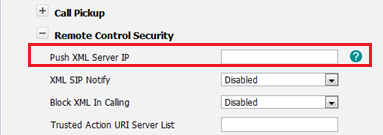 Call Pickup
Remote Control Security
Push XML Server IP
XML SIP Notify Disabled
Block XML In Calling Disabled
Trusted Action URI Server List